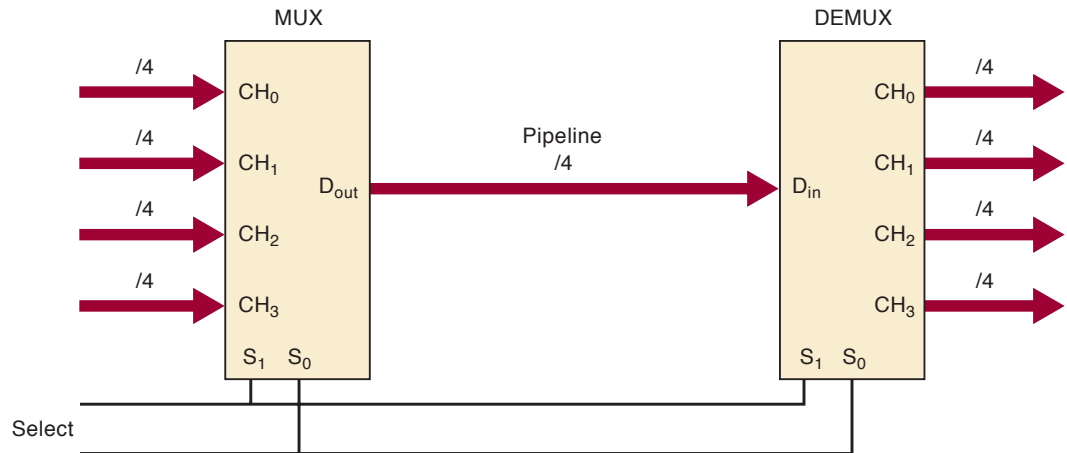 MUX
DEMUX
/4
CH0
/4
CH1
/4
CH2
/4
CH3
Dout
S1 S0
Pipeline
/4
Din
CH0
/4
CH1
/4
CH2
/4
CH3
/4
S1 S0
Select